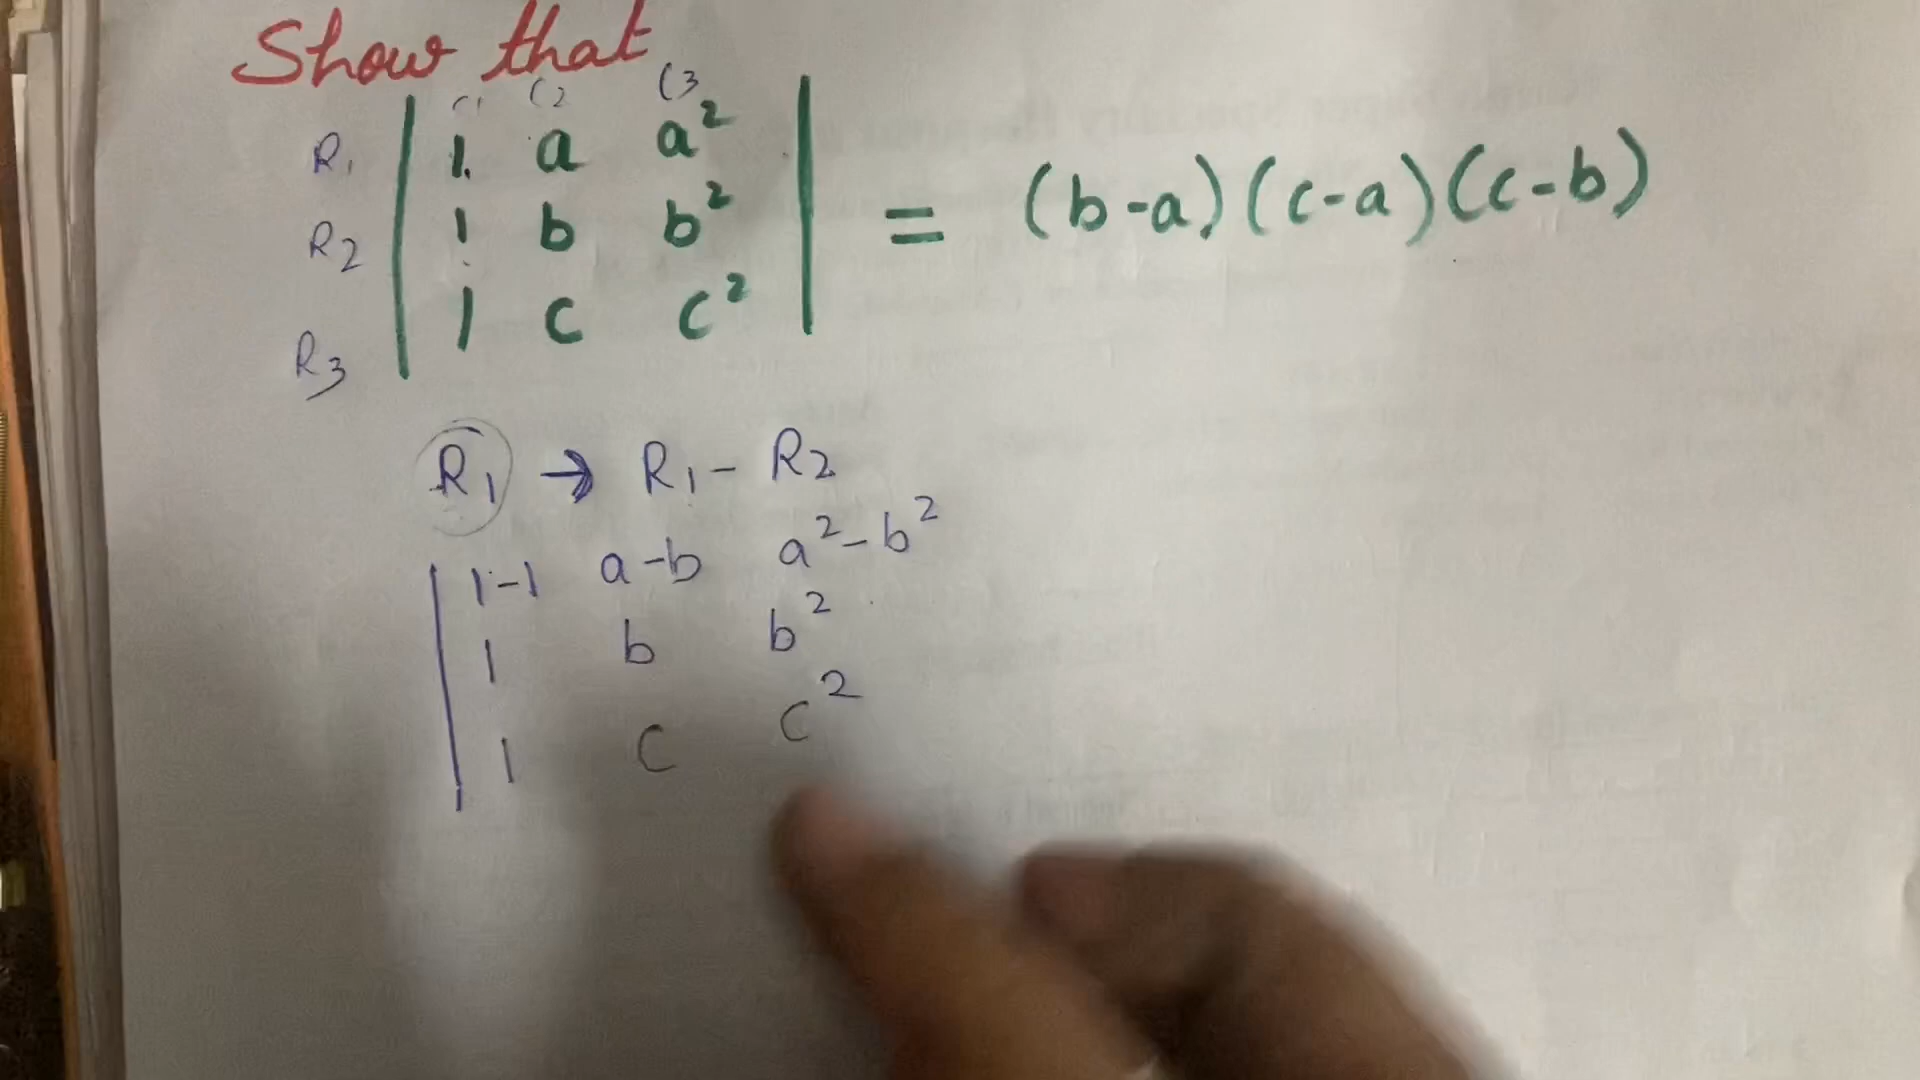 Show that
C1 C2 C3
R1 | 1 a a² |
R2 | 1 b b² | = (b-a)(c-a)(c-b)
R3 | 1 c c² |
R1 → R1 - R2
| 1-1 a-b a²-b²
| 1 b b²
| 1 c c²